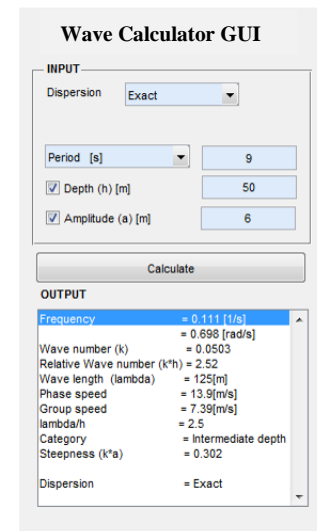 Wave Calculator GUI
INPUT
Dispersion Exact
Period [s] 9
Depth (h) [m] 50
Amplitude (a) [m] 6
Calculate
OUTPUT
Frequency = 0.111 [1/s]
= 0.698 [rad/s]
Wave number (k) = 0.0503
Relative Wave number (k*h) = 2.52
Wave length (lambda) = 125[m]
Phase speed = 13.9[m/s]
Group speed = 7.39[m/s]
lambda/h = 2.5
Category = Intermediate depth
Steepness (k*a) = 0.302
Dispersion = Exact